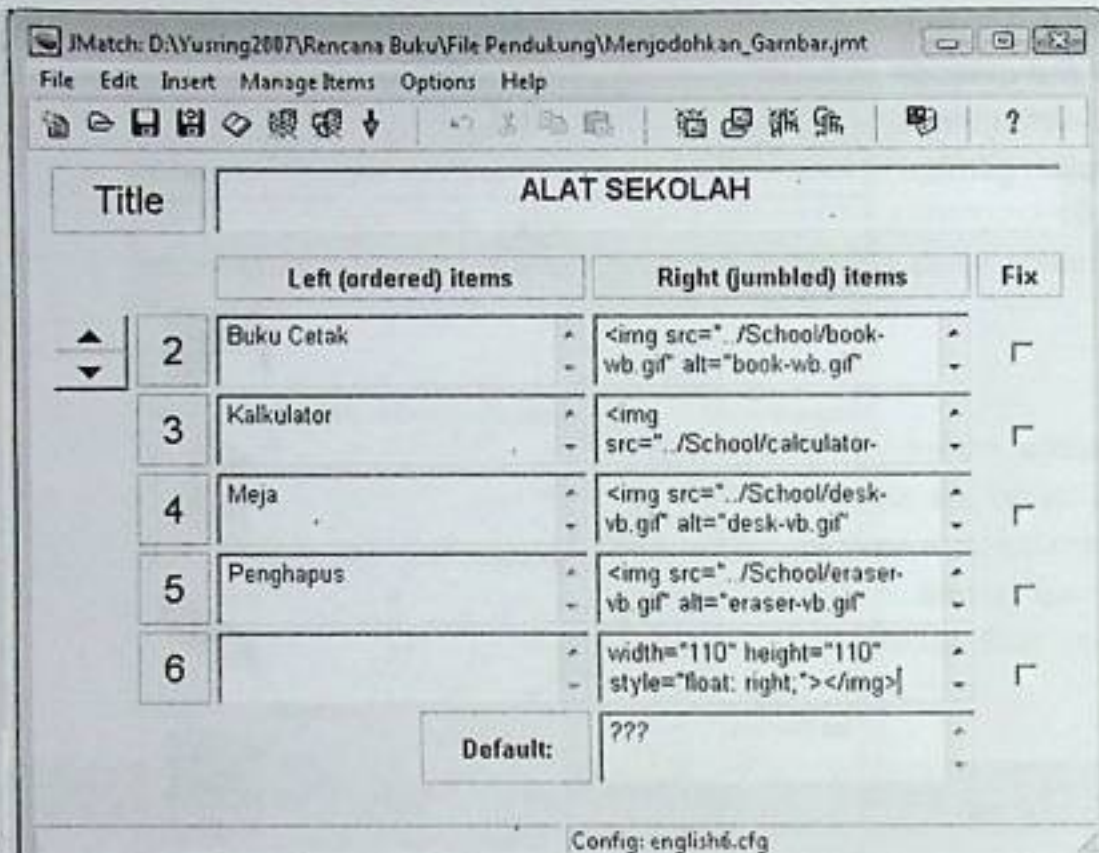 JMatch: D:\Yusring2007\Rencana Buku\File Pendukung\Menjodohkan_Gambar.jmt
File Edit Insert Manage Items Options Help
?
Title
ALAT SEKOLAH
Left (ordered) items
Right (jumbled) items
Fix
2
Buku Cetak
<img src="../School/book-
wb.gif" alt="book-wb.gif"
3
Kalkulator
<img
src="../School/calculator-
4
Meja
<img src="../School/desk-
vb.gif" alt="desk-vb.gif"
5
Penghapus
<img src="../School/eraser-
vb.gif" alt="eraser-vb.gif"
6
width="110" height="110"
style="float: right;"></img>
Default:
???
Config: english6.cfg